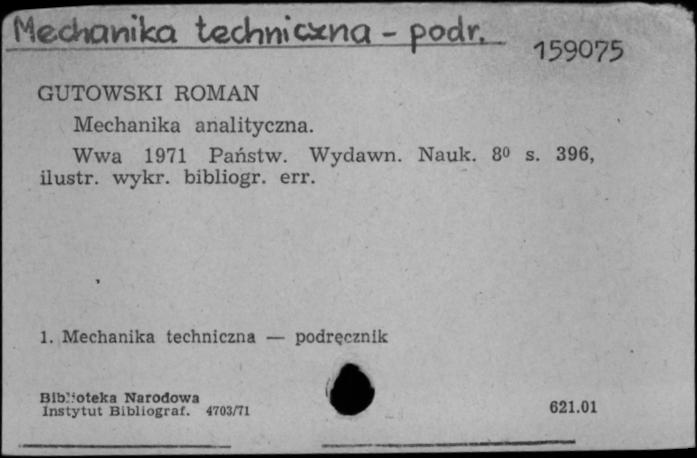 Mechanika techniczna - podr.
159075
GUTOWSKI ROMAN
Mechanika analityczna.
Wwa 1971 Państw. Wydawn. Nauk. 8⁰ s. 396,
ilustr. wykr. bibliogr. err.
1. Mechanika techniczna — podręcznik
Biblioteka Narodowa
Instytut Bibliograf. 4703/71
621.01